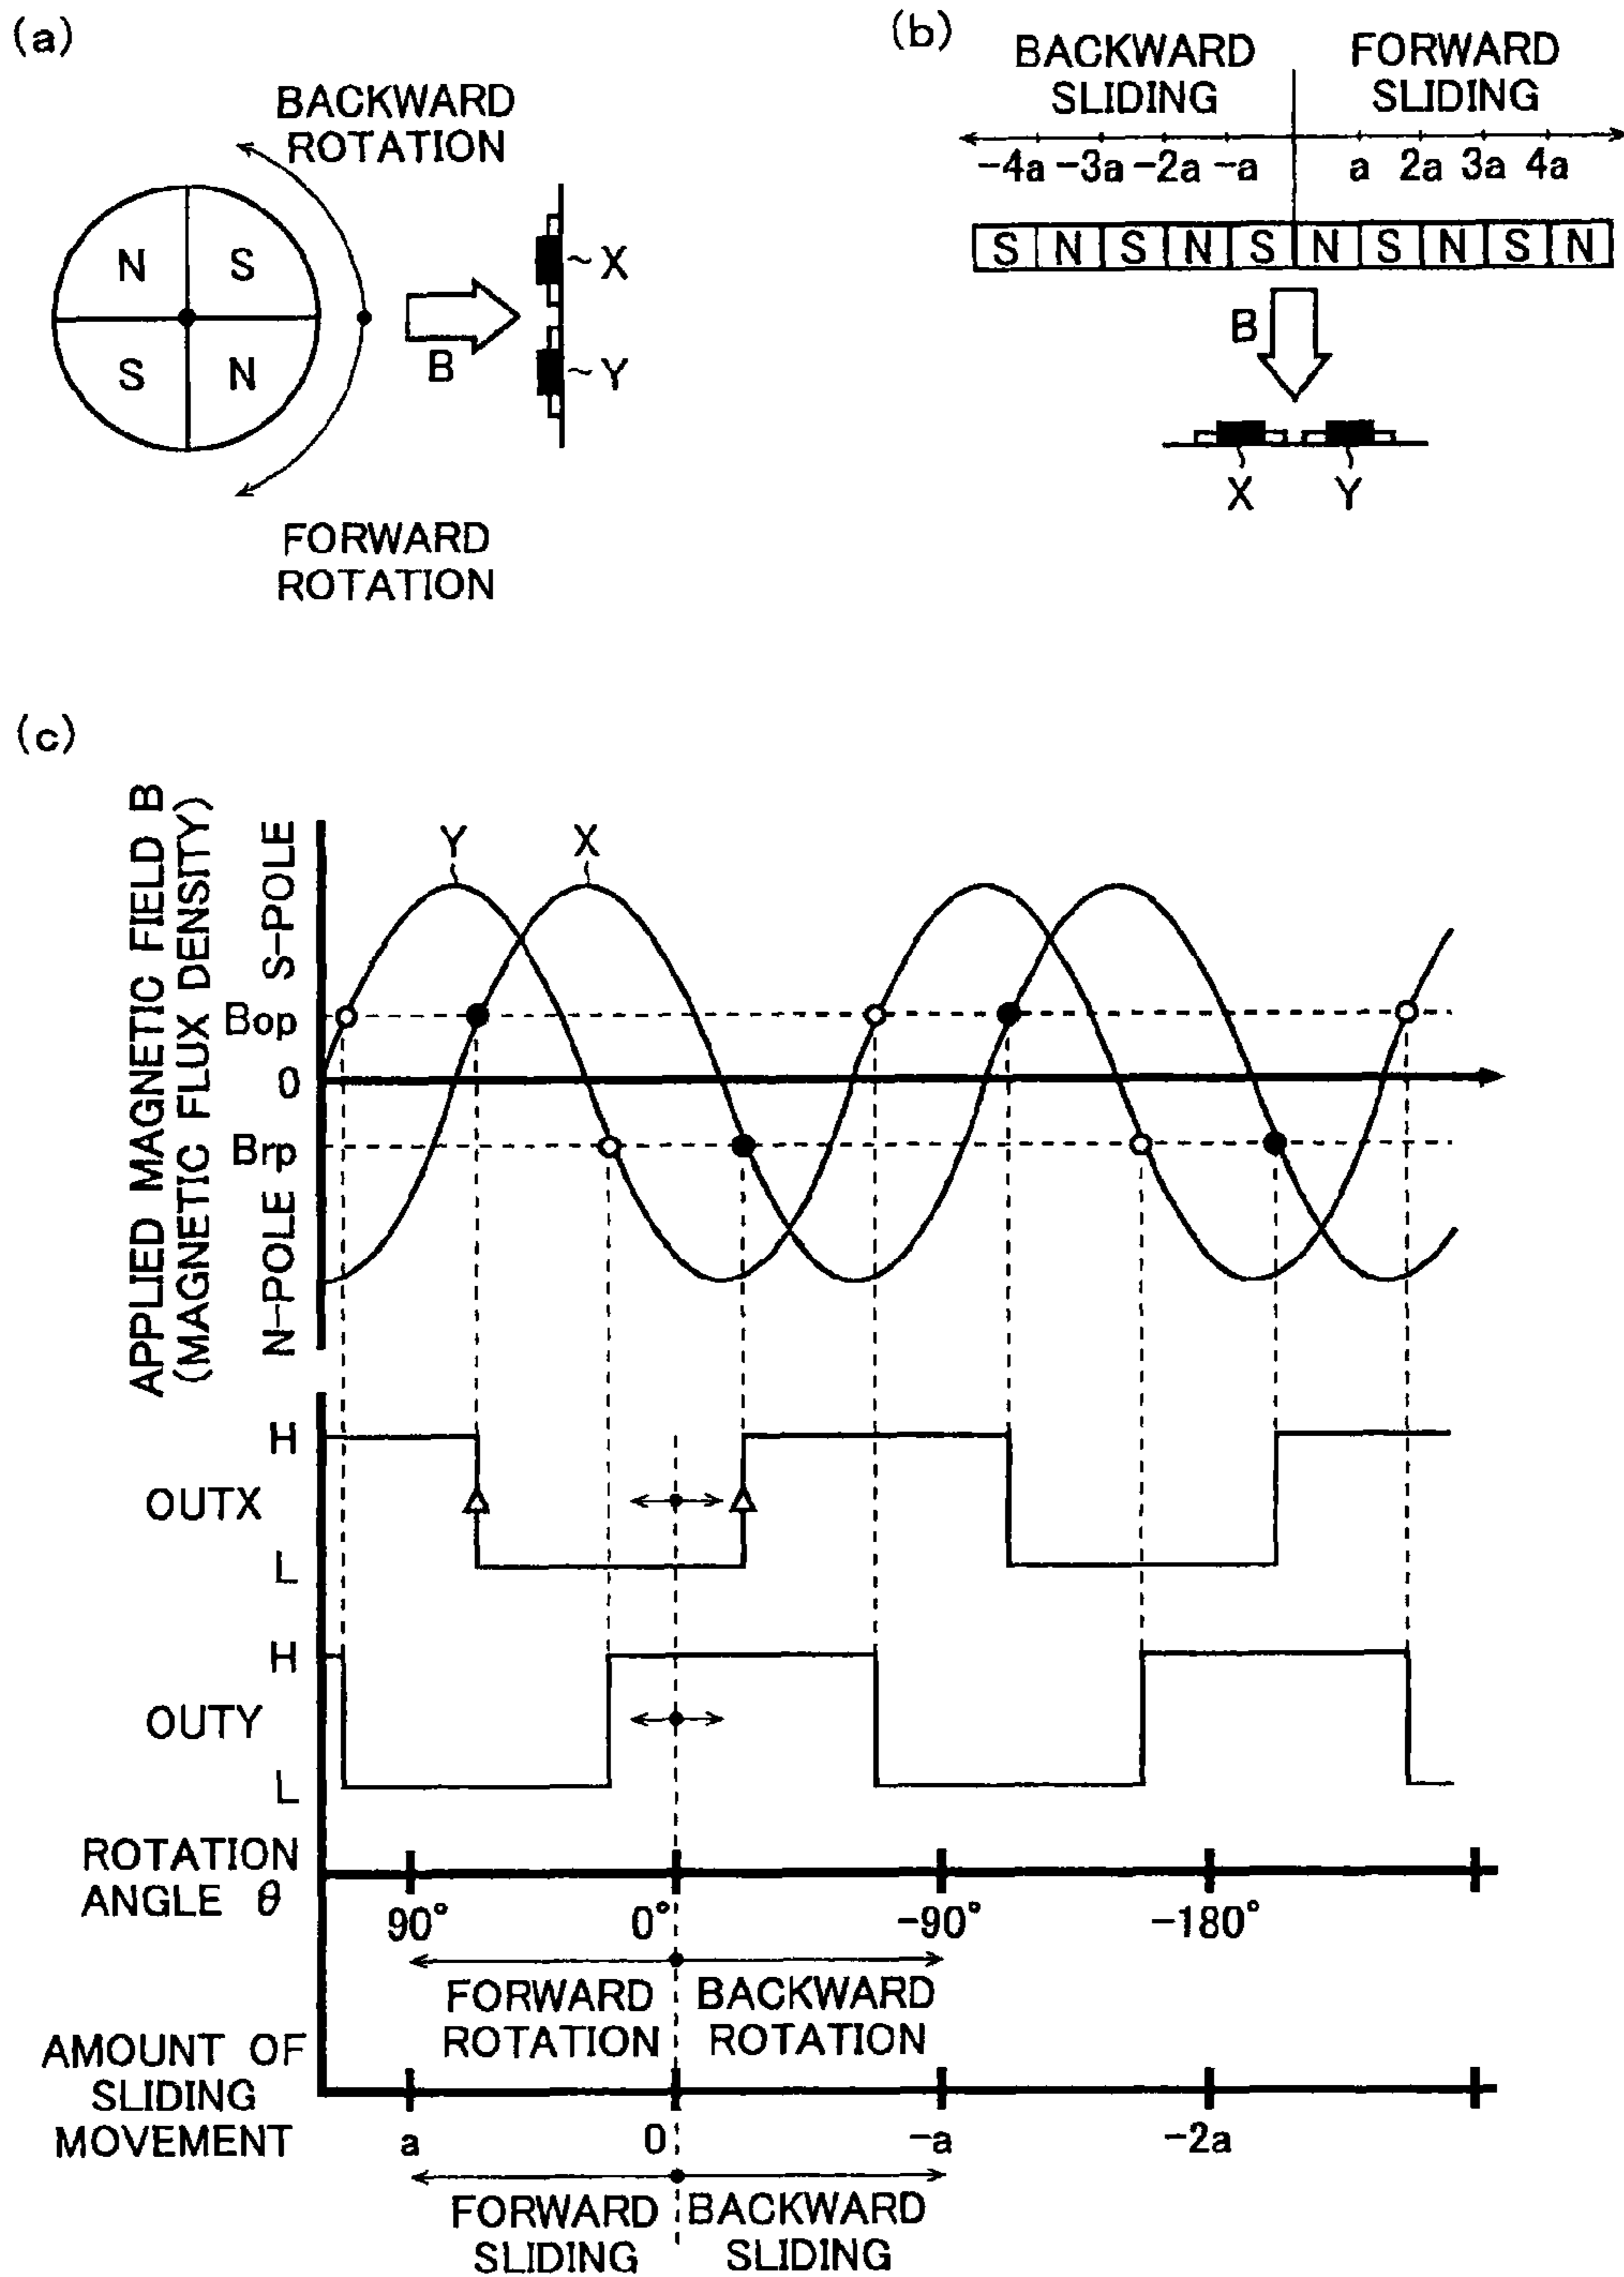 (a)
BACKWARD
ROTATION
N S
S N
B
~X
~Y
FORWARD
ROTATION
(b)
BACKWARD
SLIDING
FORWARD
SLIDING
-4a -3a -2a -a a 2a 3a 4a
S N S N S N S N S N
B
X Y
(c)
APPLIED MAGNETIC FIELD B
(MAGNETIC FLUX DENSITY)
S-POLE
N-POLE
Y X
Bop
0
Brp
H
OUTX
L
H
OUTY
L
ROTATION
ANGLE θ
90° 0° -90° -180°
FORWARD
ROTATION
BACKWARD
ROTATION
AMOUNT OF
SLIDING
MOVEMENT
a 0 -a -2a
FORWARD
SLIDING
BACKWARD
SLIDING